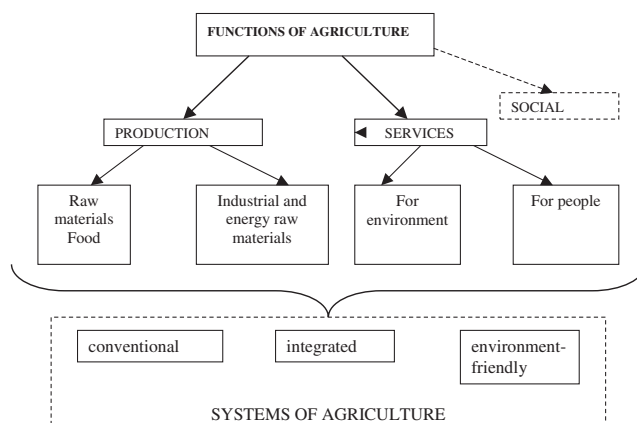 FUNCTIONS OF AGRICULTURE
SOCIAL
PRODUCTION
SERVICES
Raw
materials
Food
Industrial and
energy raw
materials
For
environment
For people
conventional
integrated
environment-
friendly
SYSTEMS OF AGRICULTURE